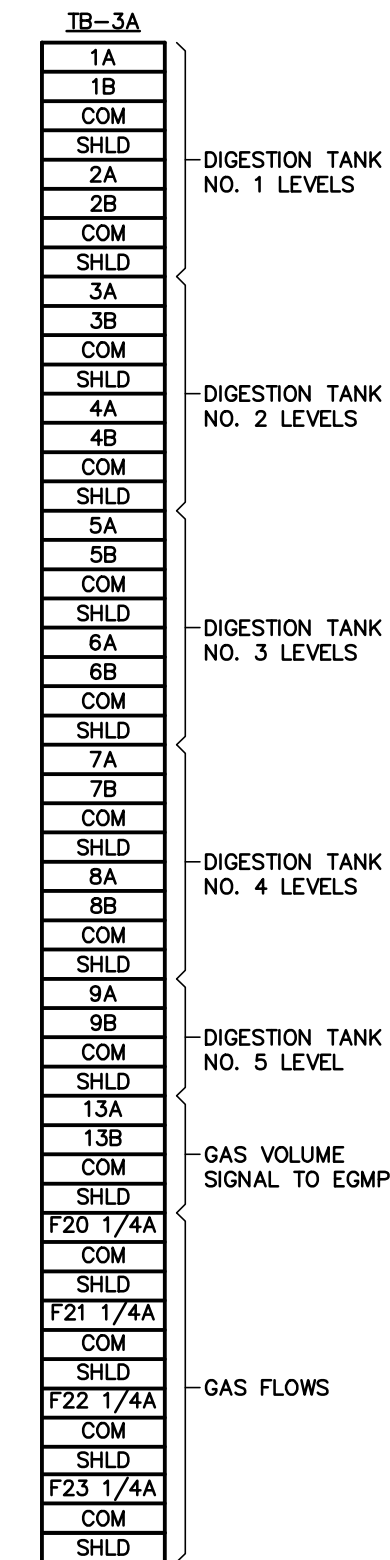 TB-3A
1A
1B
COM
SHLD
2A
2B
COM
SHLD
DIGESTION TANK
NO. 1 LEVELS
3A
3B
COM
SHLD
4A
4B
COM
SHLD
DIGESTION TANK
NO. 2 LEVELS
5A
5B
COM
SHLD
6A
6B
COM
SHLD
DIGESTION TANK
NO. 3 LEVELS
7A
7B
COM
SHLD
8A
8B
COM
SHLD
DIGESTION TANK
NO. 4 LEVELS
9A
9B
COM
SHLD
DIGESTION TANK
NO. 5 LEVEL
13A
13B
COM
SHLD
GAS VOLUME
SIGNAL TO EGMP
F20 1/4A
COM
SHLD
F21 1/4A
COM
SHLD
F22 1/4A
COM
SHLD
F23 1/4A
COM
SHLD
GAS FLOWS